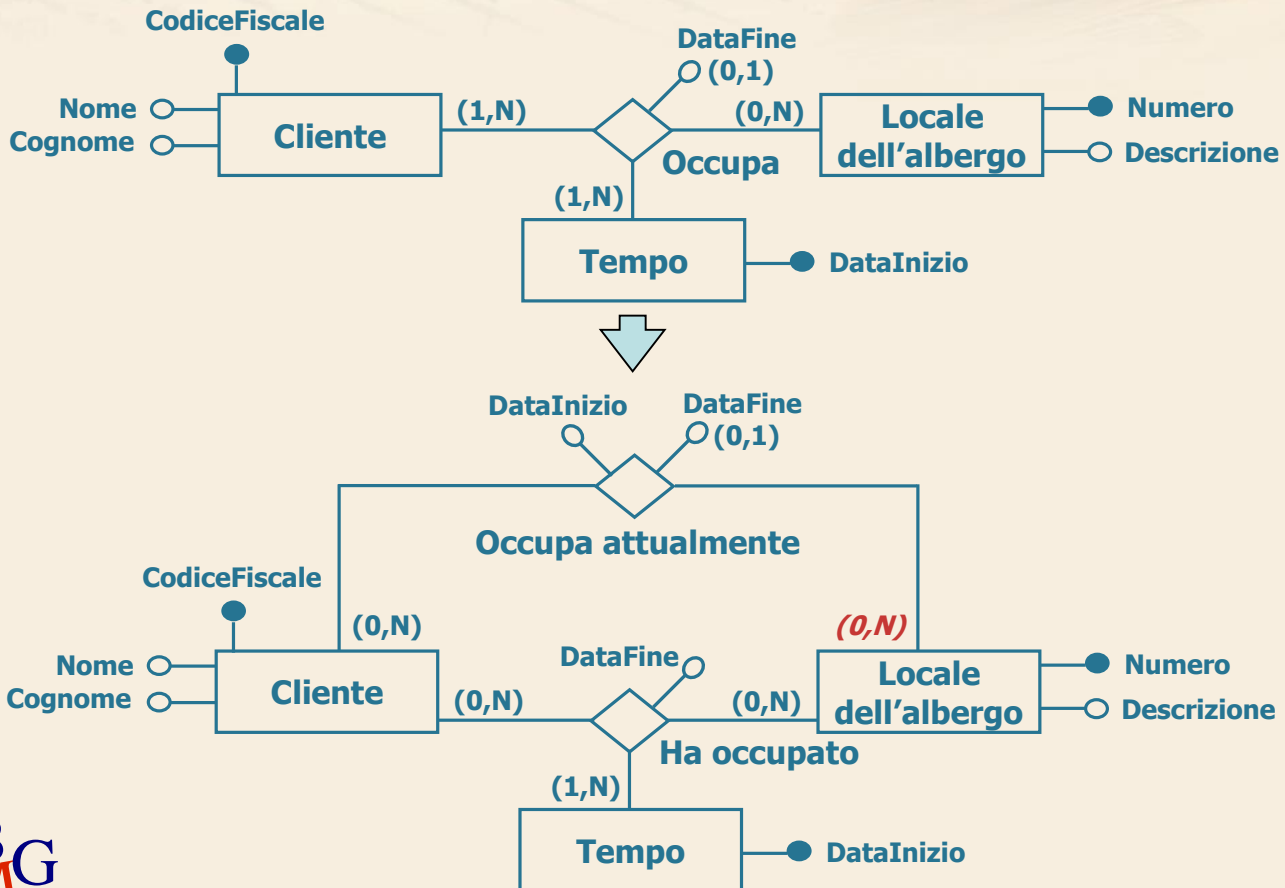 CodiceFiscale
DataFine
(0,1)
Nome
Cognome
Cliente
(1,N)
(0,N)
Locale
dell'albergo
Numero
Descrizione
Occupa
(1,N)
Tempo
DataInizio
DataInizio
DataFine
(0,1)
Occupa attualmente
CodiceFiscale
(0,N)
(0,N)
Nome
Cognome
Cliente
(0,N)
DataFine
(0,N)
Locale
dell'albergo
Numero
Descrizione
Ha occupato
(1,N)
Tempo
DataInizio
MG